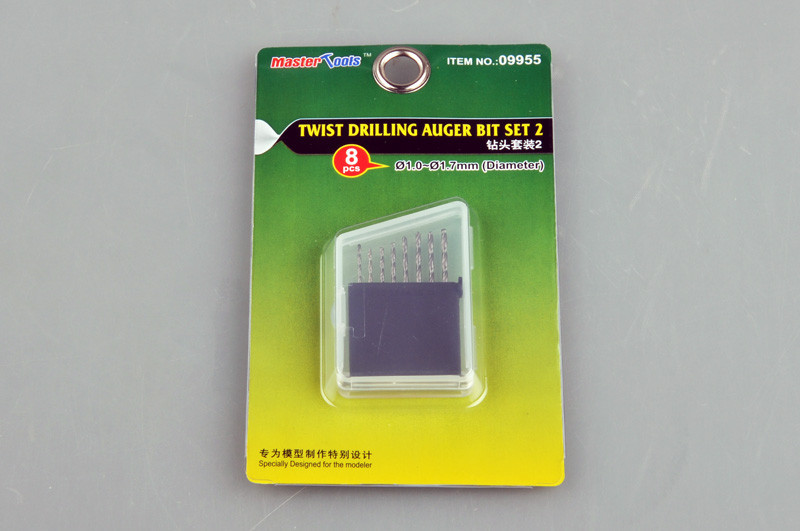 Master Tools™
ITEM NO.:09955
TWIST DRILLING AUGER BIT SET 2
钻头套装2
8
pcs
Ø1.0~Ø1.7mm (Diameter)
专为模型制作特别设计
Specially Designed for the modeler